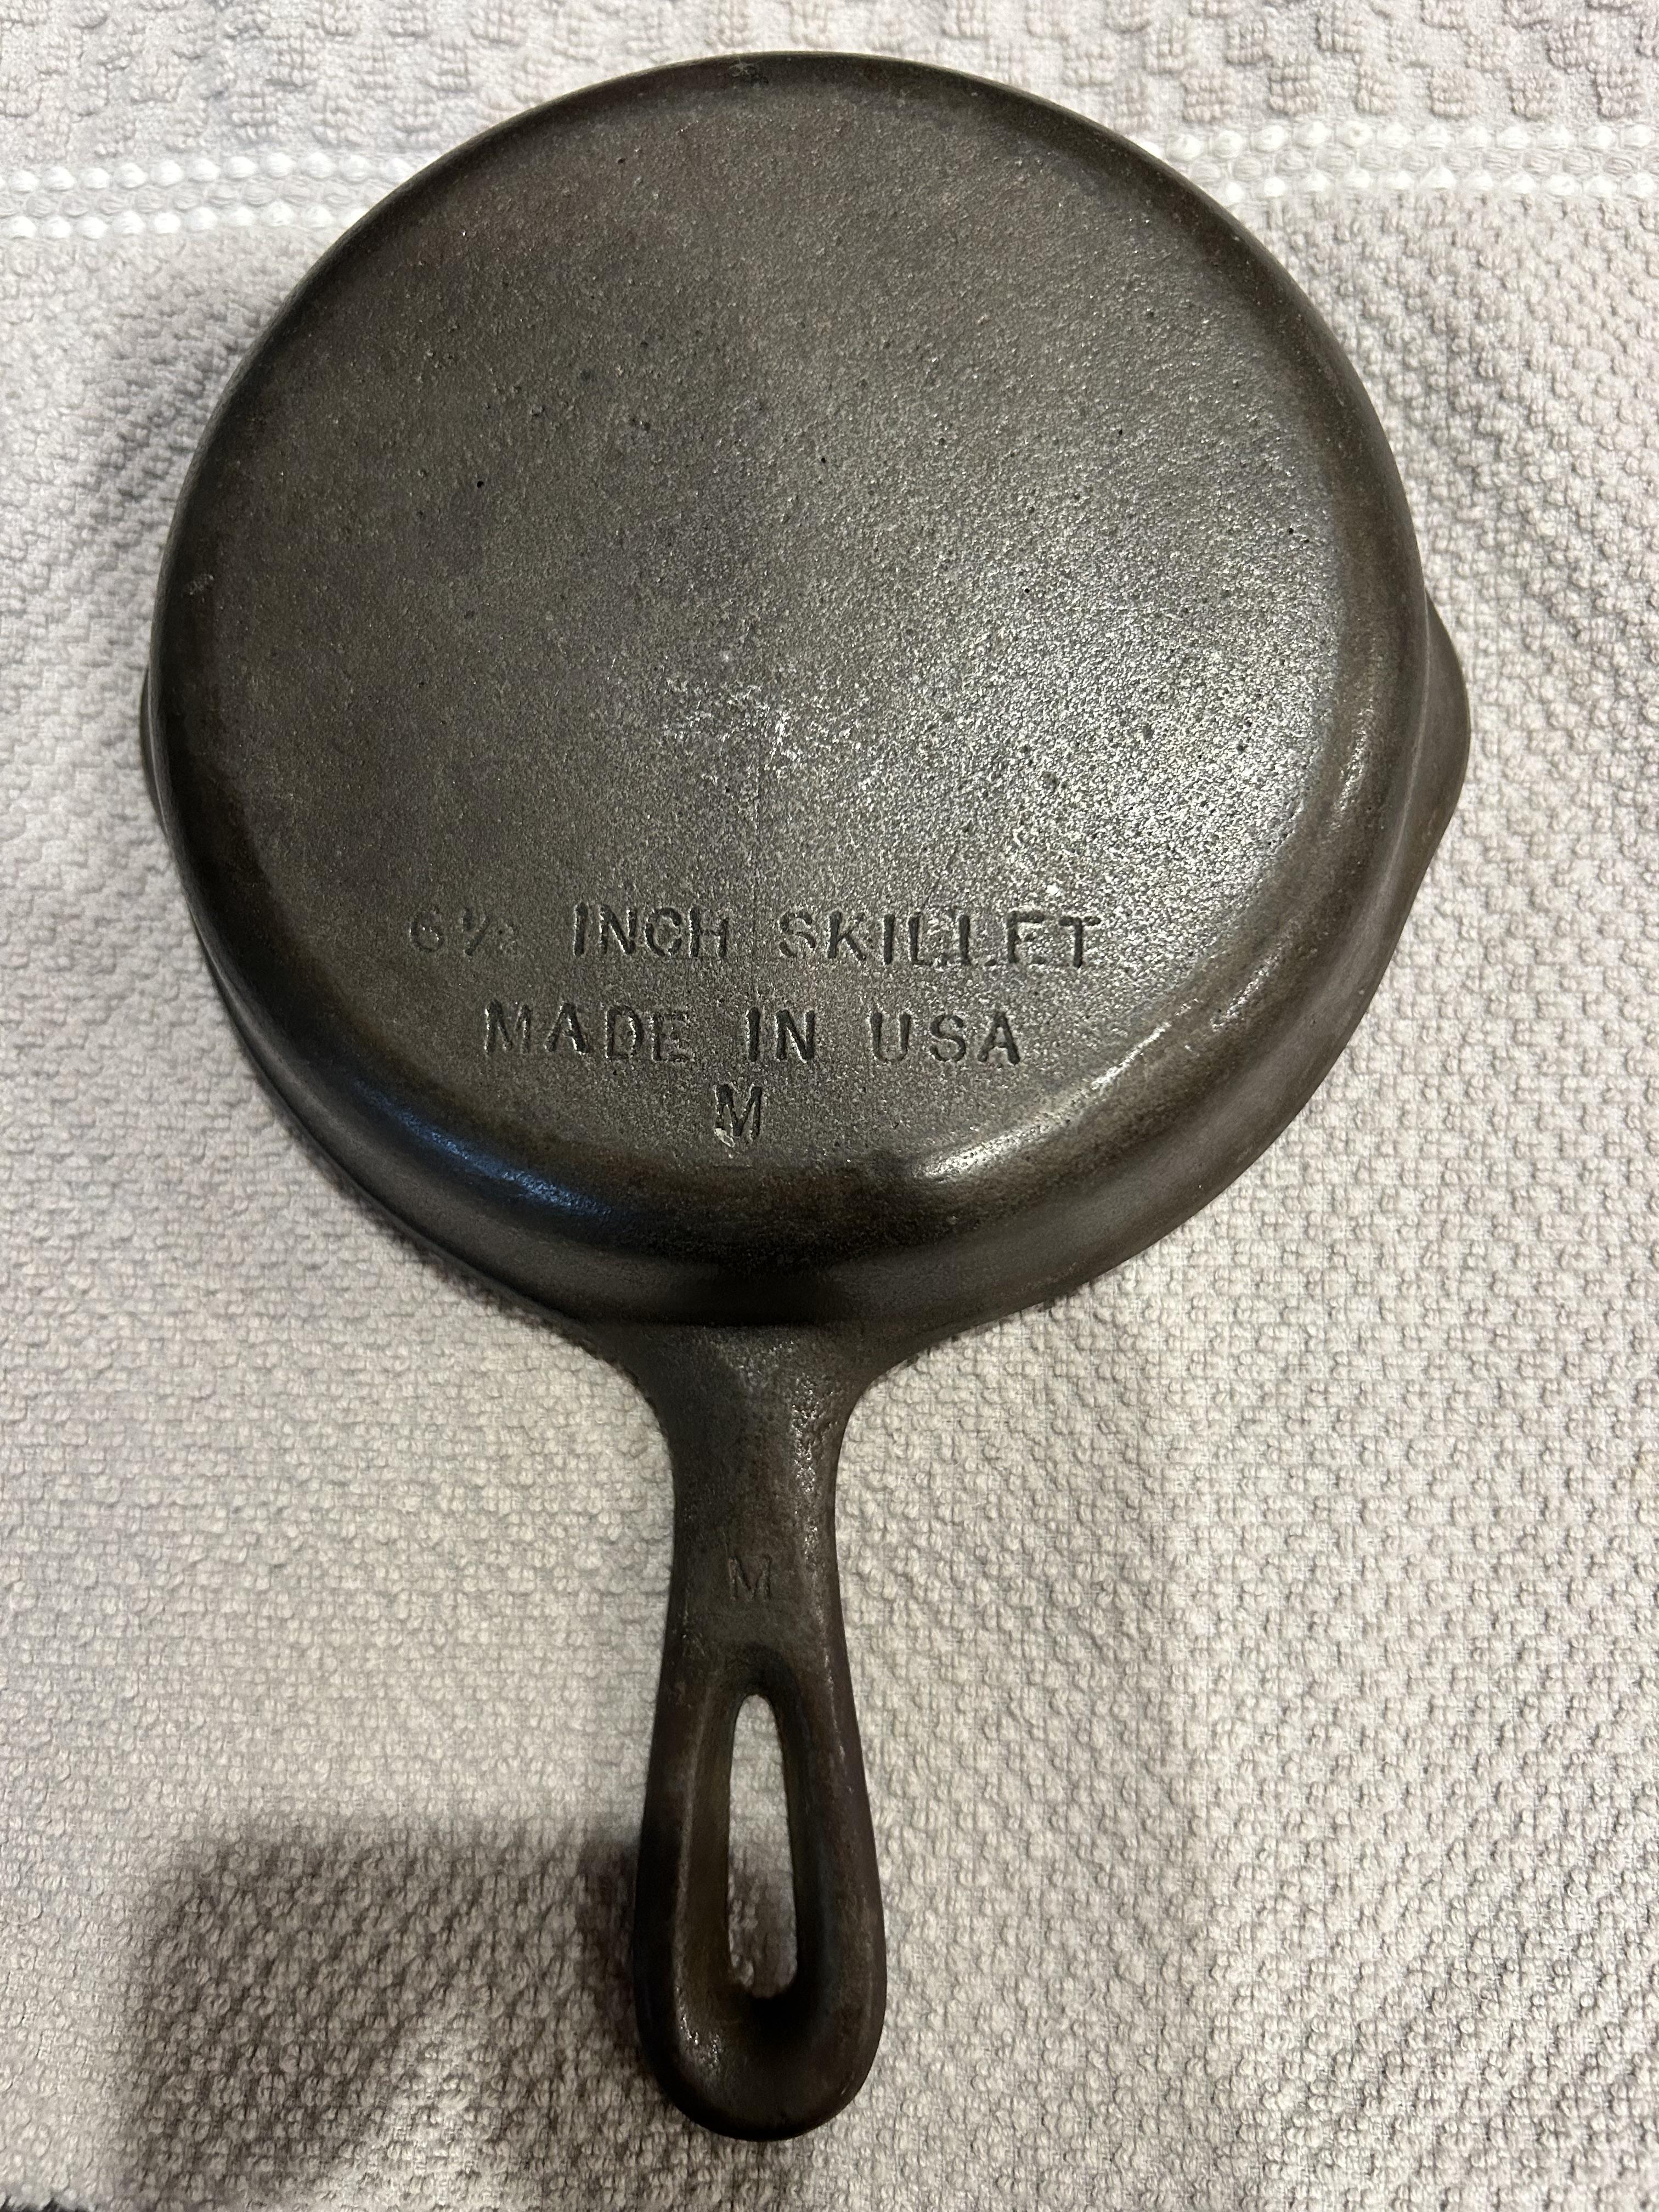 6½ INCH SKILLET
MADE IN USA
M
M